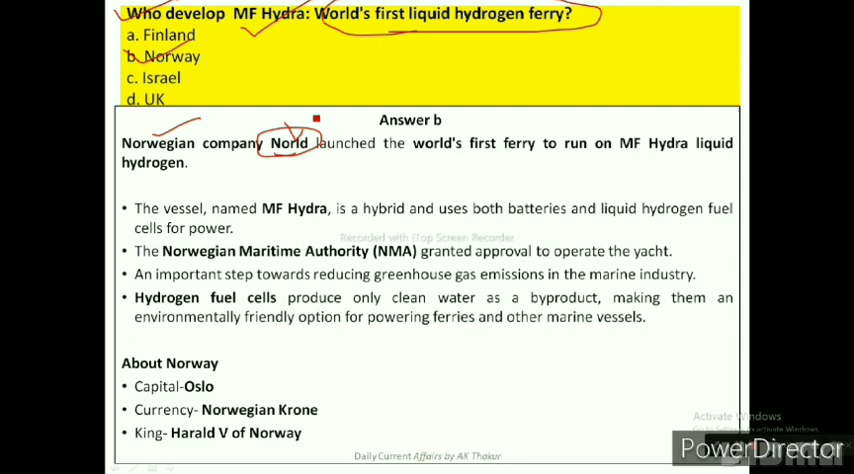 Who develop MF Hydra: World's first liquid hydrogen ferry?
a. Finland
b. Norway
c. Israel
d. UK
Answer b
Norwegian company Norld launched the world's first ferry to run on MF Hydra liquid
hydrogen.
• The vessel, named MF Hydra, is a hybrid and uses both batteries and liquid hydrogen fuel
cells for power.
Recorded with iTop Screen Recorder
• The Norwegian Maritime Authority (NMA) granted approval to operate the yacht.
• An important step towards reducing greenhouse gas emissions in the marine industry.
• Hydrogen fuel cells produce only clean water as a byproduct, making them an
environmentally friendly option for powering ferries and other marine vessels.
About Norway
• Capital-Oslo
• Currency- Norwegian Krone
• King- Harald V of Norway
Activate Windows
Go to Settings to activate Windows.
PowerDirector
Daily Current Affairs by AK Thakur